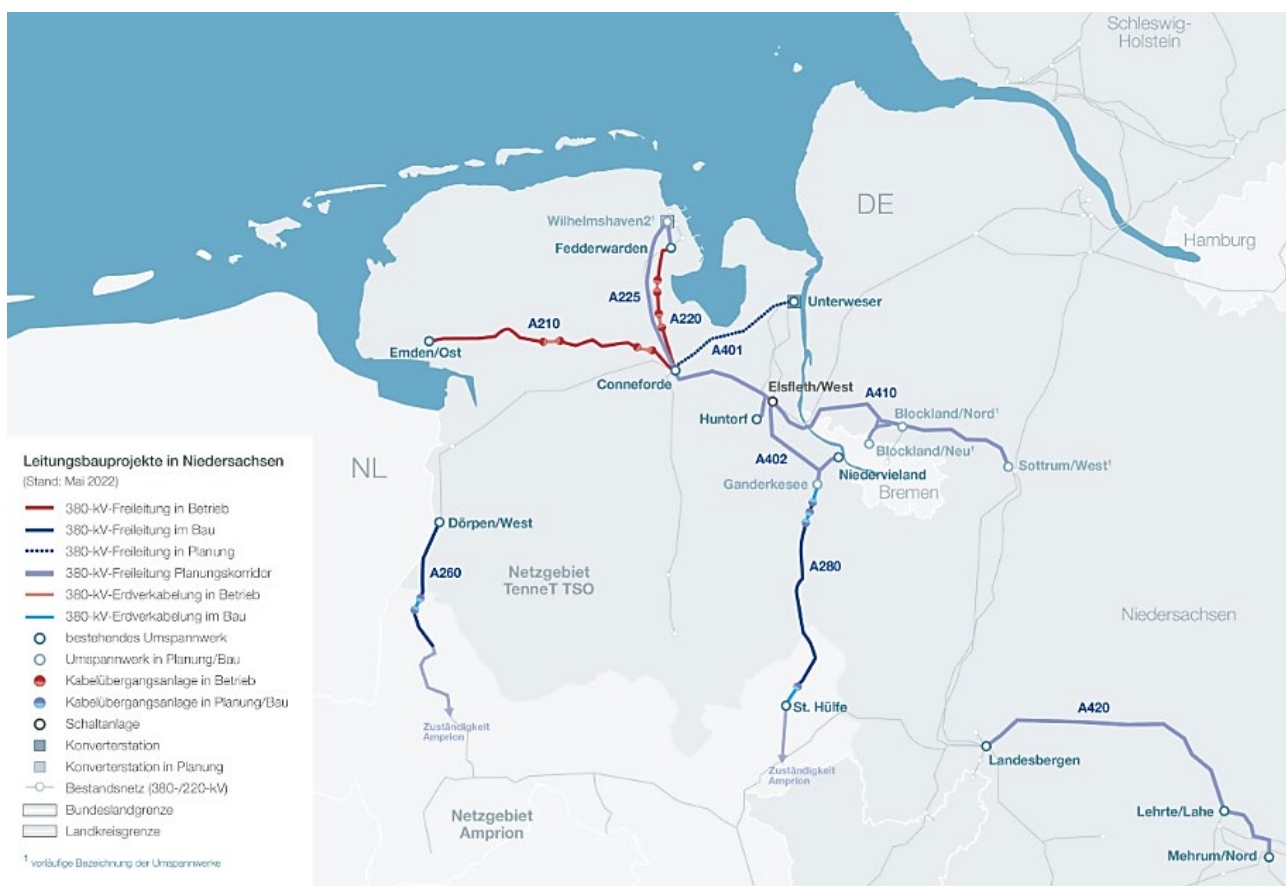 Schleswig-
Holstein
DE
Hamburg
Wilhelmshaven2¹
Fedderwarden
A225
A220
A210
Unterweser
Emden/Ost
A401
Conneforde
Elsfleth/West
A410
Huntorf
Blockland/Nord¹
Blockland/Neu¹
A402
Niedervieland
Sottrum/West¹
Ganderkesee
Bremen
NL
Dörpen/West
A260
Netzgebiet
TenneT TSO
A280
Niedersachsen
St. Hülfe
Zuständigkeit
Amprion
A420
Landesbergen
Zuständigkeit
Amprion
Netzgebiet
Amprion
Lehrte/Lahe
Mehrum/Nord
Leitungsbauprojekte in Niedersachsen
(Stand: Mai 2022)
380-kV-Freileitung in Betrieb
380-kV-Freileitung im Bau
380-kV-Freileitung in Planung
380-kV-Freileitung Planungskorridor
380-kV-Erdverkabelung in Betrieb
380-kV-Erdverkabelung im Bau
bestehendes Umspannwerk
Umspannwerk in Planung/Bau
Kabelübergangsanlage in Betrieb
Kabelübergangsanlage in Planung/Bau
Schaltanlage
Konverterstation
Konverterstation in Planung
Bestandsnetz (380-/220-kV)
Bundeslandgrenze
Landkreisgrenze
¹ vorläufige Bezeichnung der Umspannwerke